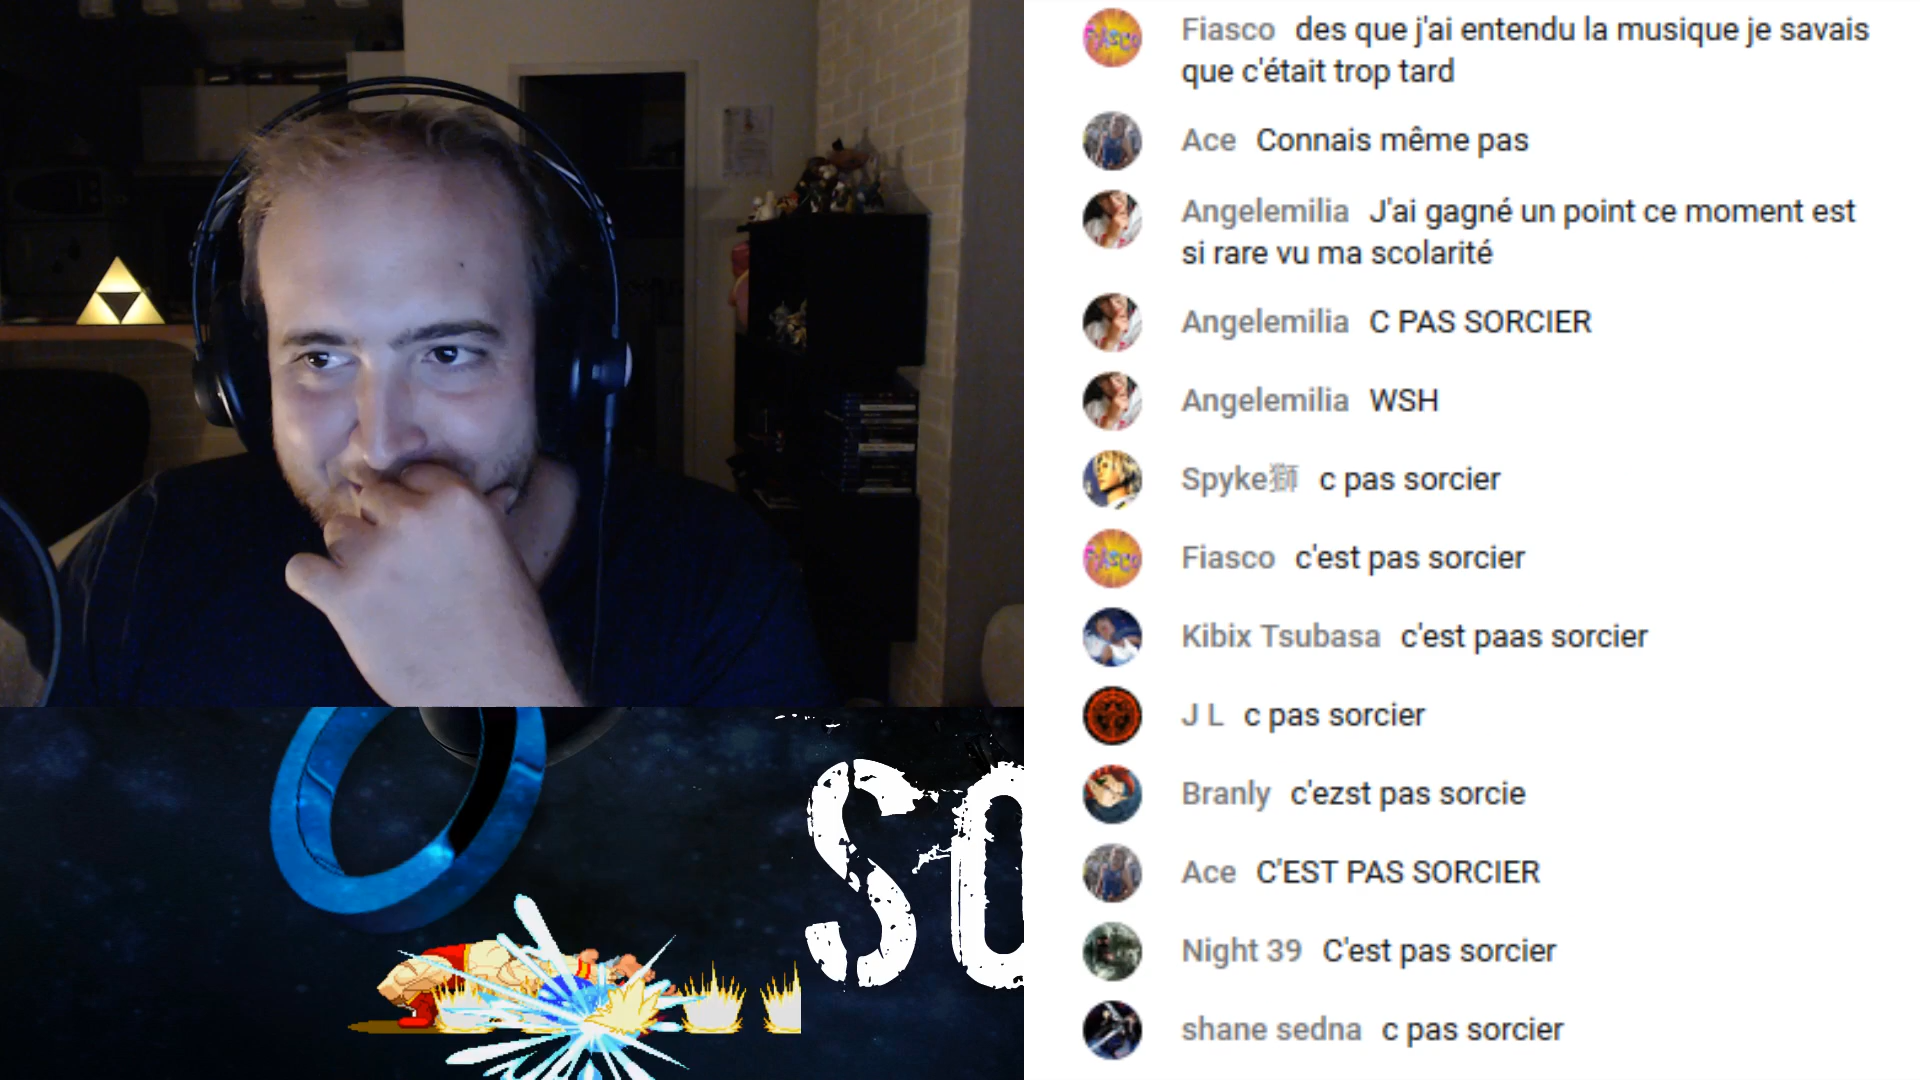 Fiasco des que j'ai entendu la musique je savais
que c'était trop tard
Ace Connais même pas
Angelemilia J'ai gagné un point ce moment est
si rare vu ma scolarité
Angelemilia C PAS SORCIER
Angelemilia WSH
Spyke獅 c pas sorcier
Fiasco c'est pas sorcier
Kibix Tsubasa c'est paas sorcier
J L c pas sorcier
Branly c'ezst pas sorcie
Ace C'EST PAS SORCIER
Night 39 C'est pas sorcier
shane sedna c pas sorcier
SO